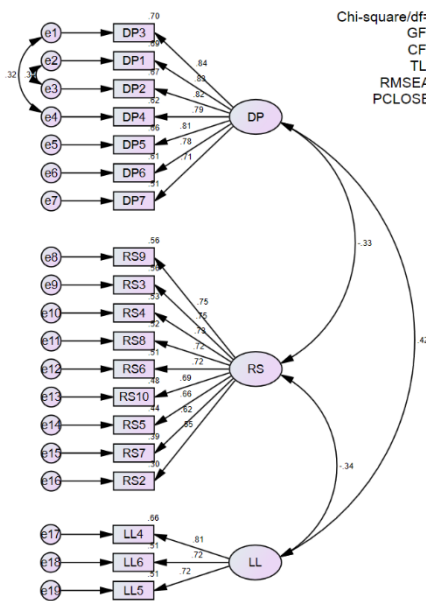 Chi-square/df=
GF
CF
TL
RMSEA
PCLOSE
.70
e1 DP3
.69
e2 DP1
.67
e3 DP2
.62
e4 DP4
.66
e5 DP5
.61
e6 DP6
.51
e7 DP7
.32
.84
.83
.82
.79
.81
.78
.71
DP
-.33
.42
.56
e8 RS9
.56
e9 RS3
.53
e10 RS4
.52
e11 RS8
.51
e12 RS6
.48
e13 RS10
.44
e14 RS5
.39
e15 RS7
.30
e16 RS2
.75
.75
.73
.72
.72
.69
.66
.62
.55
RS
-.34
.66
e17 LL4
.51
e18 LL6
.51
e19 LL5
.81
.72
.72
LL